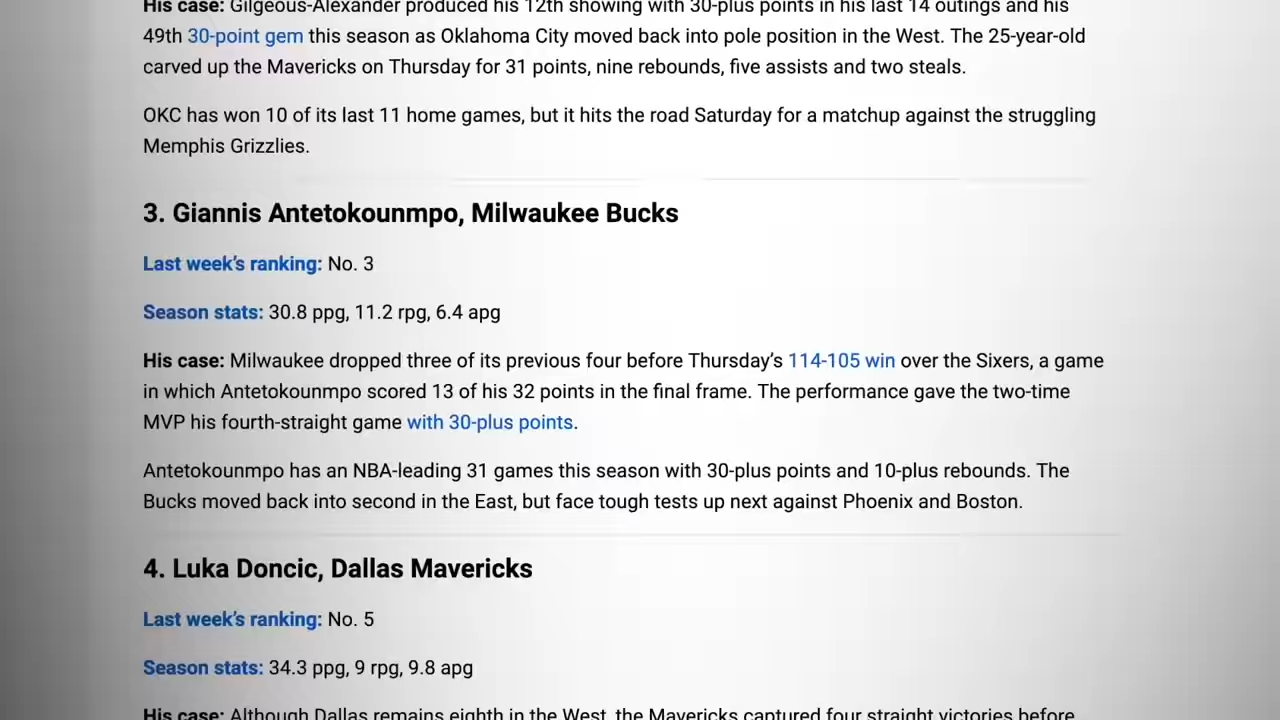 His case: Gilgeous-Alexander produced his 12th showing with 30-plus points in his last 14 outings and his
49th 30-point gem this season as Oklahoma City moved back into pole position in the West. The 25-year-old
carved up the Mavericks on Thursday for 31 points, nine rebounds, five assists and two steals.
OKC has won 10 of its last 11 home games, but it hits the road Saturday for a matchup against the struggling
Memphis Grizzlies.
3. Giannis Antetokounmpo, Milwaukee Bucks
Last week’s ranking: No. 3
Season stats: 30.8 ppg, 11.2 rpg, 6.4 apg
His case: Milwaukee dropped three of its previous four before Thursday’s 114-105 win over the Sixers, a game
in which Antetokounmpo scored 13 of his 32 points in the final frame. The performance gave the two-time
MVP his fourth-straight game with 30-plus points.
Antetokounmpo has an NBA-leading 31 games this season with 30-plus points and 10-plus rebounds. The
Bucks moved back into second in the East, but face tough tests up next against Phoenix and Boston.
4. Luka Doncic, Dallas Mavericks
Last week’s ranking: No. 5
Season stats: 34.3 ppg, 9 rpg, 9.8 apg
His case: Although Dallas remains eighth in the West, the Mavericks captured four straight victories before